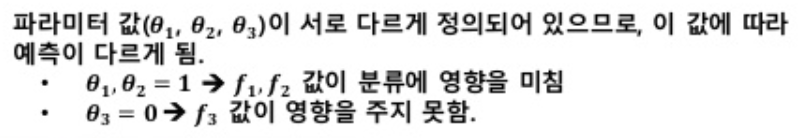 파라미터 값(θ₁, θ₂, θ₃)이 서로 다르게 정의되어 있으므로, 이 값에 따라
예측이 다르게 됨.
• θ₁, θ₂ = 1 ➔ f₁, f₂ 값이 분류에 영향을 미침
• θ₃ = 0 ➔ f₃ 값이 영향을 주지 못함.